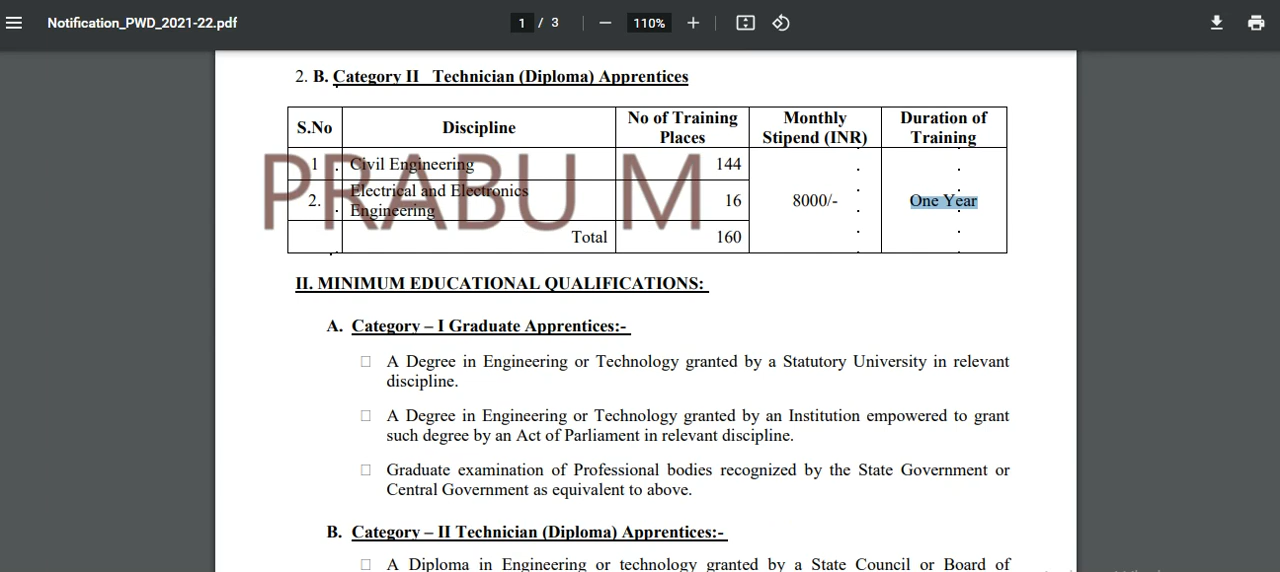 Notification_PWD_2021-22.pdf
1 / 3
110%
2. B. Category II Technician (Diploma) Apprentices
S.No Discipline No of Training Places Monthly Stipend (INR) Duration of Training
1 Civil Engineering 144
2. Electrical and Electronics Engineering 16 8000/- One Year
Total 160
PRABU M
II. MINIMUM EDUCATIONAL QUALIFICATIONS:
A. Category – I Graduate Apprentices:-
A Degree in Engineering or Technology granted by a Statutory University in relevant
discipline.
A Degree in Engineering or Technology granted by an Institution empowered to grant
such degree by an Act of Parliament in relevant discipline.
Graduate examination of Professional bodies recognized by the State Government or
Central Government as equivalent to above.
B. Category – II Technician (Diploma) Apprentices:-
A Diploma in Engineering or technology granted by a State Council or Board of